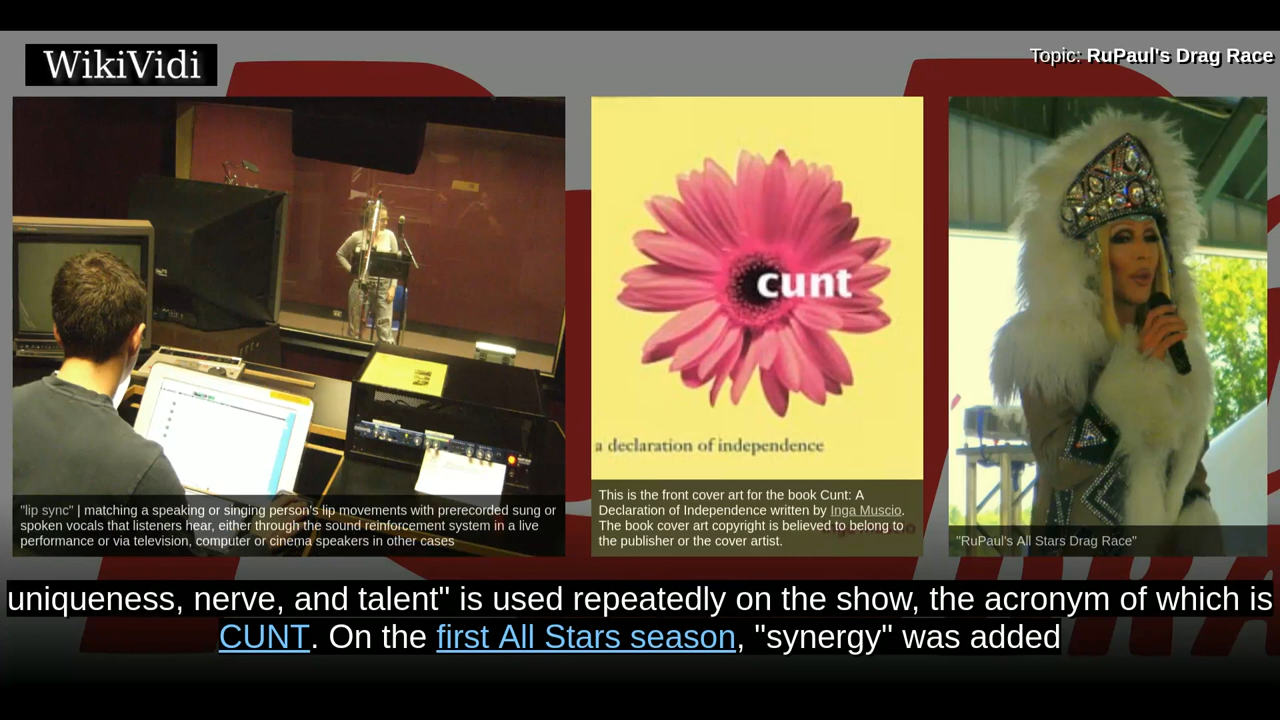 WikiVidi
Topic: RuPaul's Drag Race
cunt
a declaration of independence
"lip sync" | matching a speaking or singing person's lip movements with prerecorded sung or
spoken vocals that listeners hear, either through the sound reinforcement system in a live
performance or via television, computer or cinema speakers in other cases
This is the front cover art for the book Cunt: A
Declaration of Independence written by Inga Muscio.
The book cover art copyright is believed to belong to
the publisher or the cover artist.
"RuPaul's All Stars Drag Race"
uniqueness, nerve, and talent" is used repeatedly on the show, the acronym of which is
CUNT. On the first All Stars season, "synergy" was added